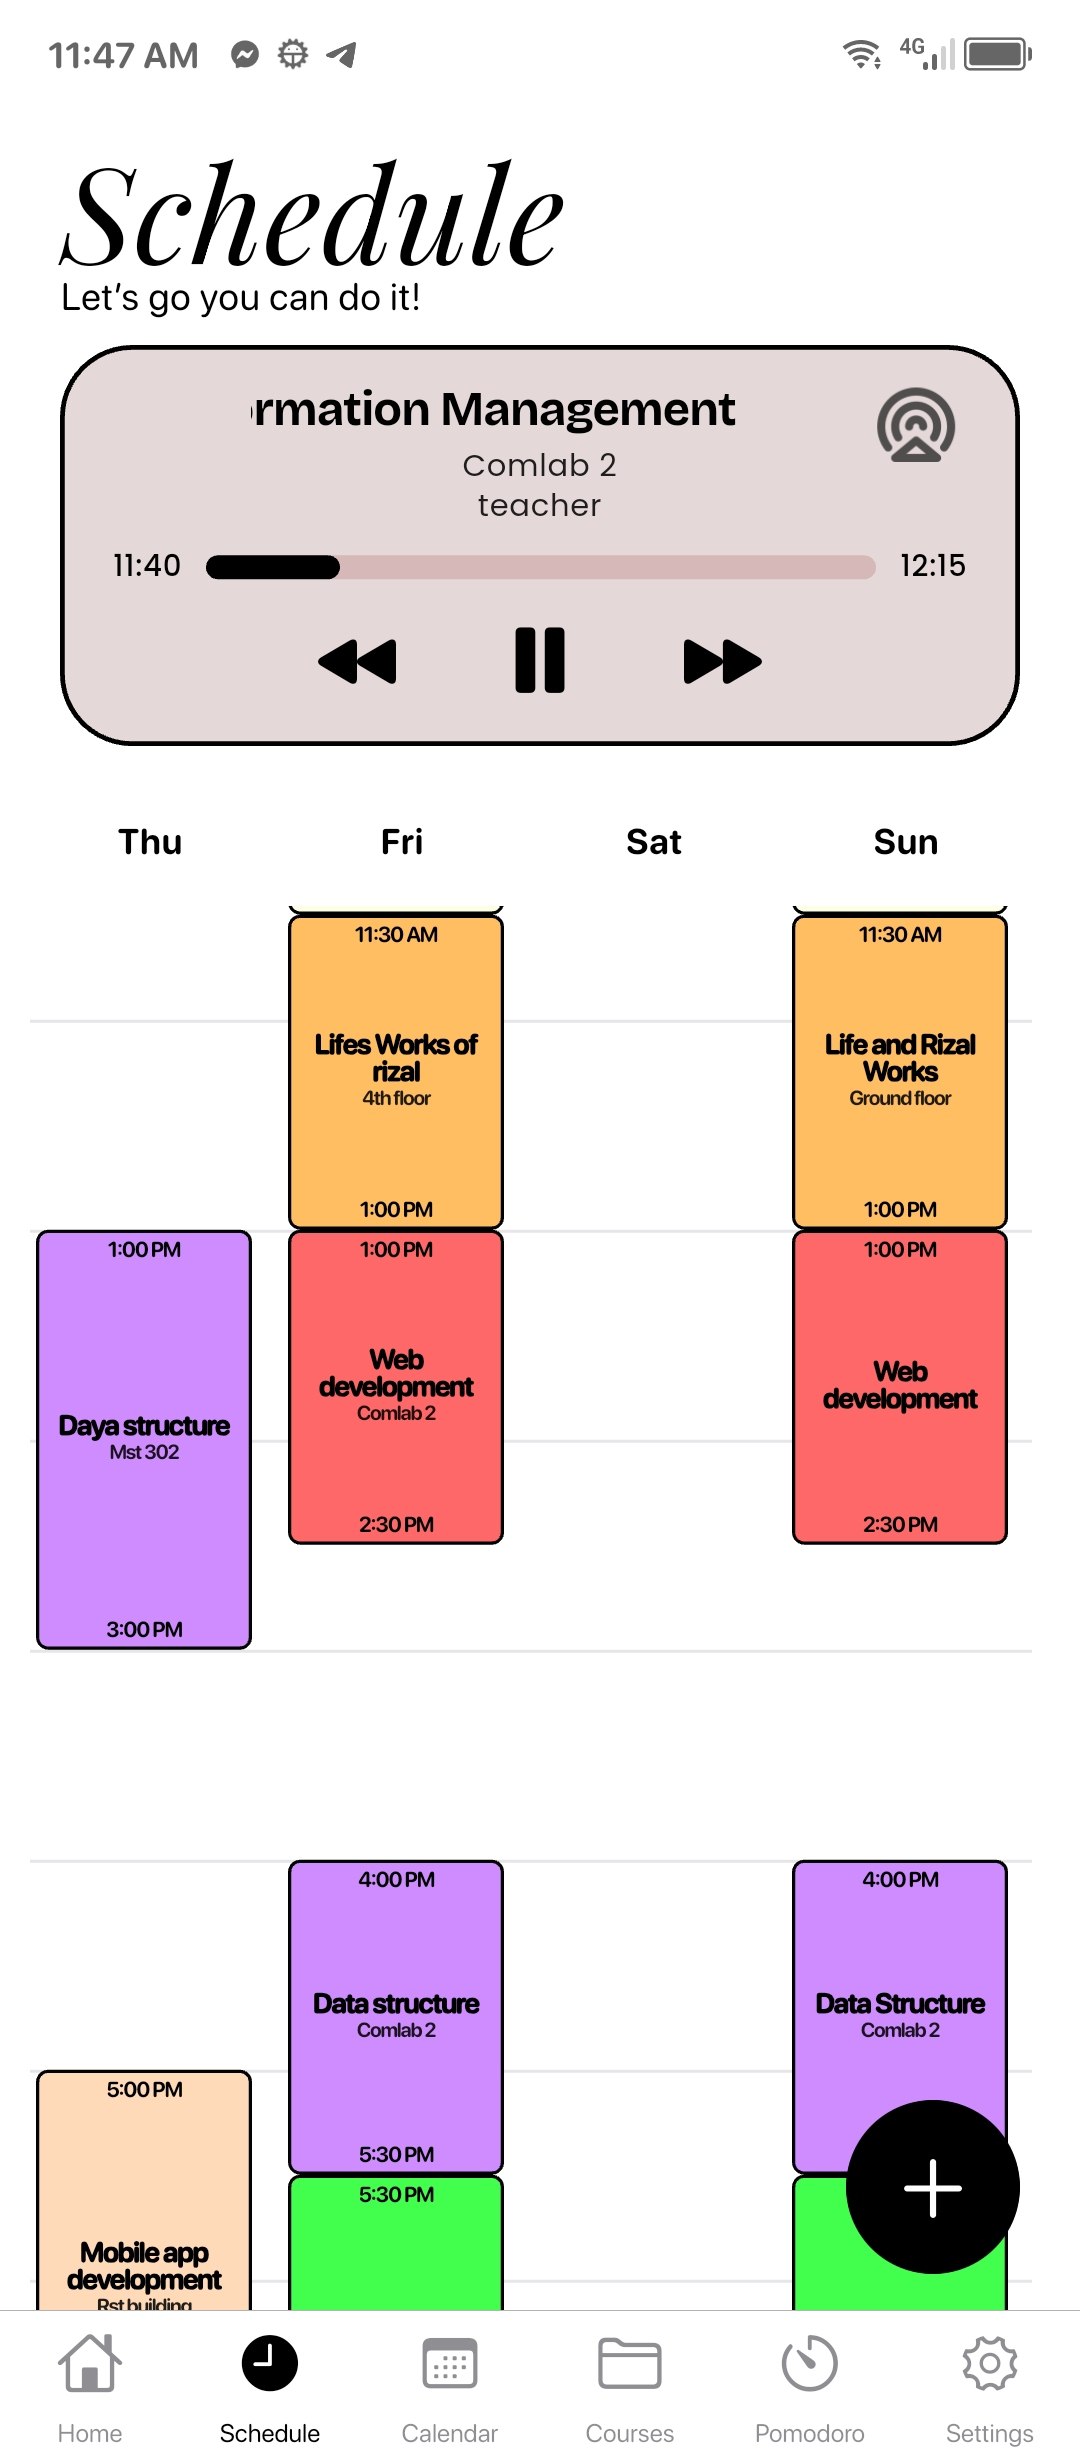 11:47 AM
4G
Schedule
Let's go you can do it!
rmation Management
Comlab 2
teacher
11:40
12:15
Thu
Fri
Sat
Sun
11:30 AM
Lifes Works of
rizal
4th floor
1:00 PM
11:30 AM
Life and Rizal
Works
Ground floor
1:00 PM
1:00 PM
Daya structure
Mst 302
3:00 PM
1:00 PM
Web
development
Comlab 2
2:30 PM
1:00 PM
Web
development
2:30 PM
4:00 PM
Data structure
Comlab 2
5:30 PM
4:00 PM
Data Structure
Comlab 2
5:00 PM
Mobile app
development
Rst building
5:30 PM
Home
Schedule
Calendar
Courses
Pomodoro
Settings